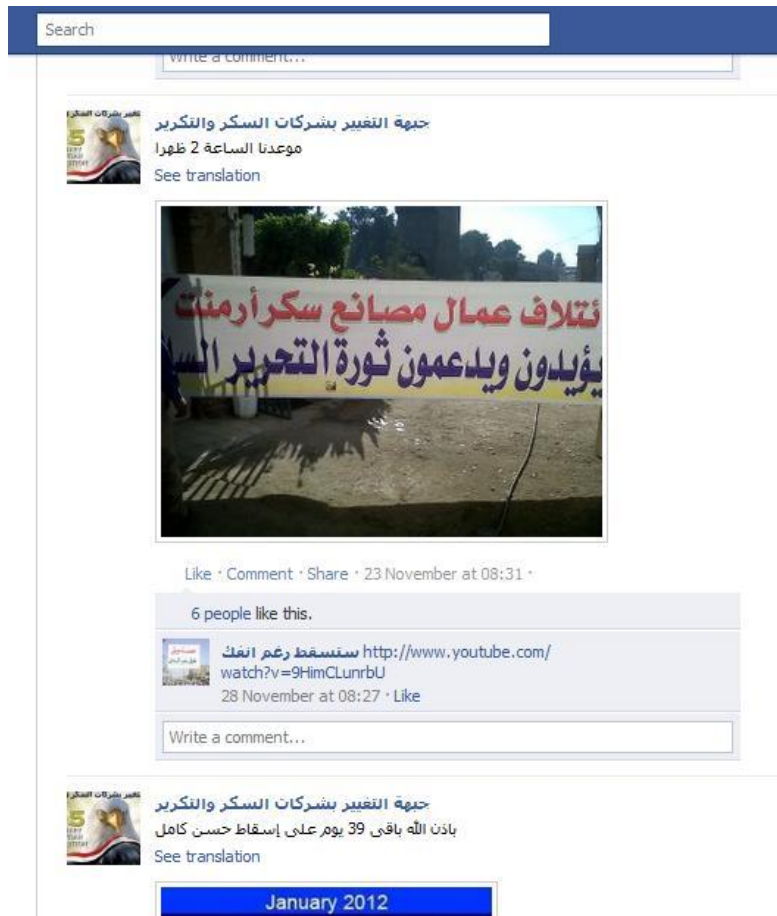 Search
Write a comment...
جبهة التغيير بشركات السكر والتكرير
موعدنا الساعة 2 ظهرا
See translation
ئتلاف عمال مصانع سكر أرمنت
يؤيدون ويدعمون ثورة التحرير السل
Like · Comment · Share · 23 November at 08:31 ·
6 people like this.
ستسقط رغم انفك http://www.youtube.com/
watch?v=9HimCLunrbU
28 November at 08:27 · Like
Write a comment...
جبهة التغيير بشركات السكر والتكرير
باذن الله باقى 39 يوم على إسقاط حسن كامل
See translation
January 2012